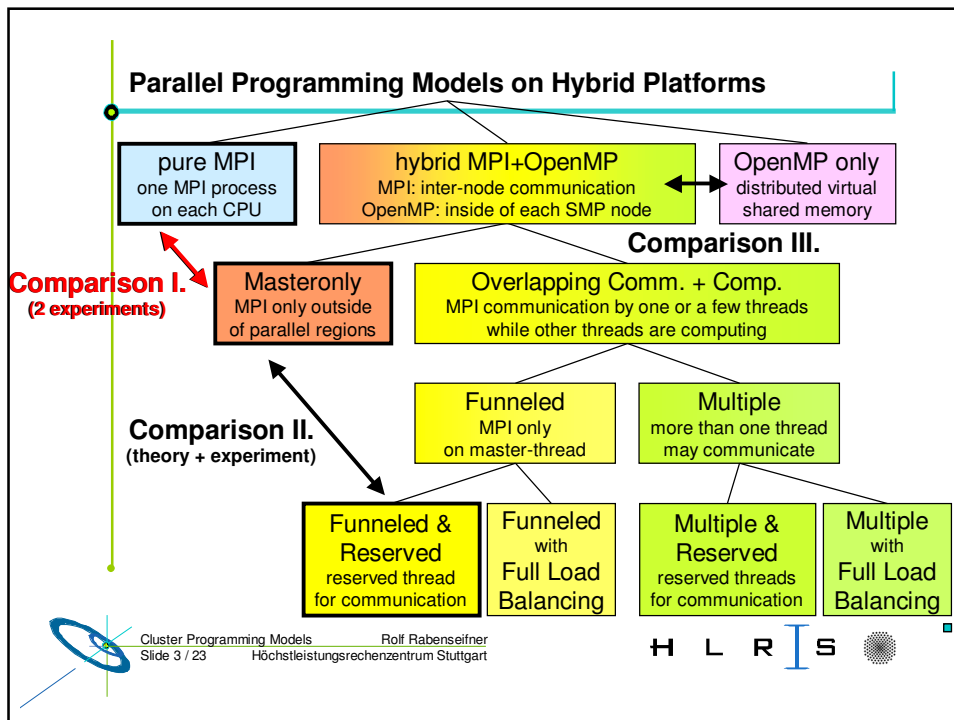 Parallel Programming Models on Hybrid Platforms
pure MPI
one MPI process
on each CPU
hybrid MPI+OpenMP
MPI: inter-node communication
OpenMP: inside of each SMP node
OpenMP only
distributed virtual
shared memory
Comparison III.
Comparison I.
(2 experiments)
Masteronly
MPI only outside
of parallel regions
Overlapping Comm. + Comp.
MPI communication by one or a few threads
while other threads are computing
Comparison II.
(theory + experiment)
Funneled
MPI only
on master-thread
Multiple
more than one thread
may communicate
Funneled &
Reserved
reserved thread
for communication
Funneled
with
Full Load
Balancing
Multiple &
Reserved
reserved threads
for communication
Multiple
with
Full Load
Balancing
Cluster Programming Models Rolf Rabenseifner
Slide 3 / 23 Höchstleistungsrechenzentrum Stuttgart
H L R I S